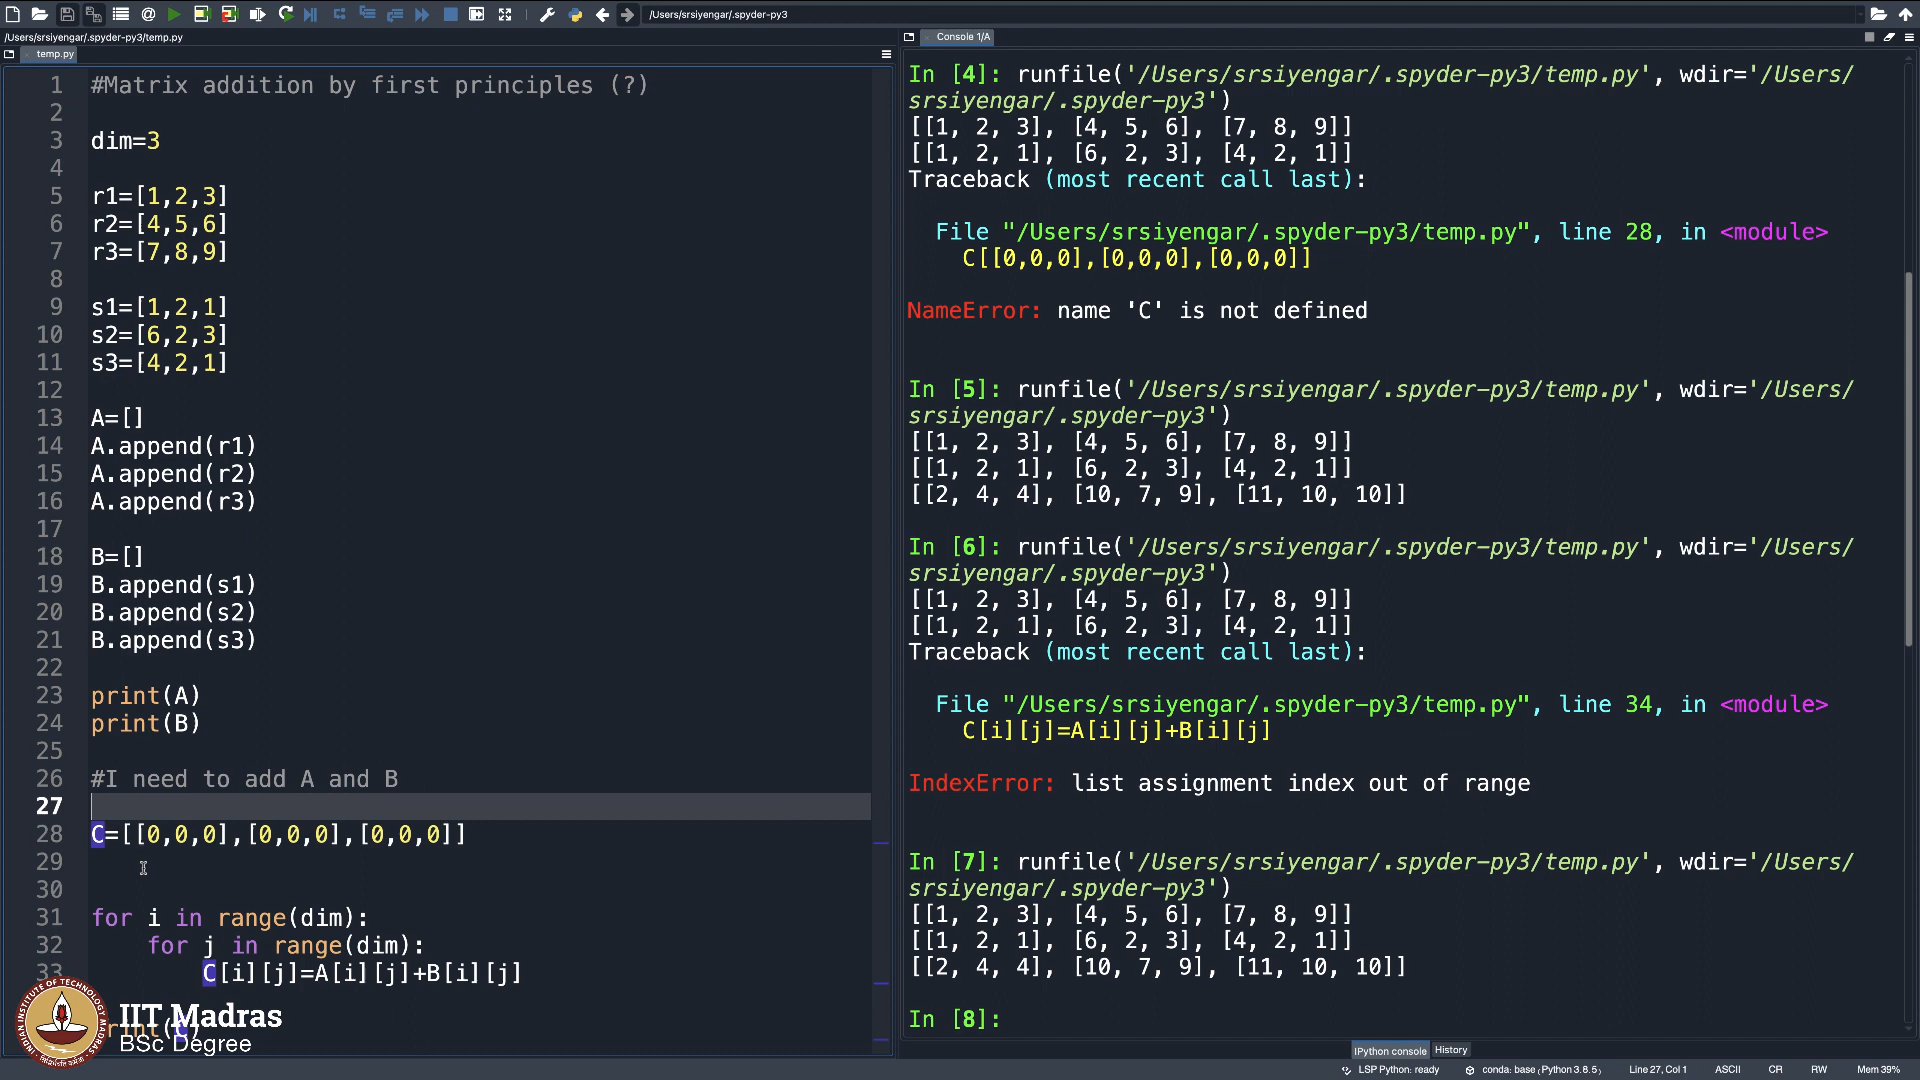 /Users/srsiyengar/.spyder-py3
/Users/srsiyengar/.spyder-py3/temp.py
temp.py
1 #Matrix addition by first principles (?)
2
3 dim=3
4
5 r1=[1,2,3]
6 r2=[4,5,6]
7 r3=[7,8,9]
8
9 s1=[1,2,1]
10 s2=[6,2,3]
11 s3=[4,2,1]
12
13 A=[]
14 A.append(r1)
15 A.append(r2)
16 A.append(r3)
17
18 B=[]
19 B.append(s1)
20 B.append(s2)
21 B.append(s3)
22
23 print(A)
24 print(B)
25
26 #I need to add A and B
27
28 C=[[0,0,0],[0,0,0],[0,0,0]]
29
30
31 for i in range(dim):
32 for j in range(dim):
33 C[i][j]=A[i][j]+B[i][j]
IIT Madras
BSc Degree
Console 1/A
In [4]: runfile('/Users/srsiyengar/.spyder-py3/temp.py', wdir='/Users/
srsiyengar/.spyder-py3')
[[1, 2, 3], [4, 5, 6], [7, 8, 9]]
[[1, 2, 1], [6, 2, 3], [4, 2, 1]]
Traceback (most recent call last):
File "/Users/srsiyengar/.spyder-py3/temp.py", line 28, in <module>
C[[0,0,0],[0,0,0],[0,0,0]]
NameError: name 'C' is not defined
In [5]: runfile('/Users/srsiyengar/.spyder-py3/temp.py', wdir='/Users/
srsiyengar/.spyder-py3')
[[1, 2, 3], [4, 5, 6], [7, 8, 9]]
[[1, 2, 1], [6, 2, 3], [4, 2, 1]]
[[2, 4, 4], [10, 7, 9], [11, 10, 10]]
In [6]: runfile('/Users/srsiyengar/.spyder-py3/temp.py', wdir='/Users/
srsiyengar/.spyder-py3')
[[1, 2, 3], [4, 5, 6], [7, 8, 9]]
[[1, 2, 1], [6, 2, 3], [4, 2, 1]]
Traceback (most recent call last):
File "/Users/srsiyengar/.spyder-py3/temp.py", line 34, in <module>
C[i][j]=A[i][j]+B[i][j]
IndexError: list assignment index out of range
In [7]: runfile('/Users/srsiyengar/.spyder-py3/temp.py', wdir='/Users/
srsiyengar/.spyder-py3')
[[1, 2, 3], [4, 5, 6], [7, 8, 9]]
[[1, 2, 1], [6, 2, 3], [4, 2, 1]]
[[2, 4, 4], [10, 7, 9], [11, 10, 10]]
In [8]:
IPython console History
LSP Python: ready conda: base (Python 3.8.5) Line 27, Col 1 ASCII CR RW Mem 39%